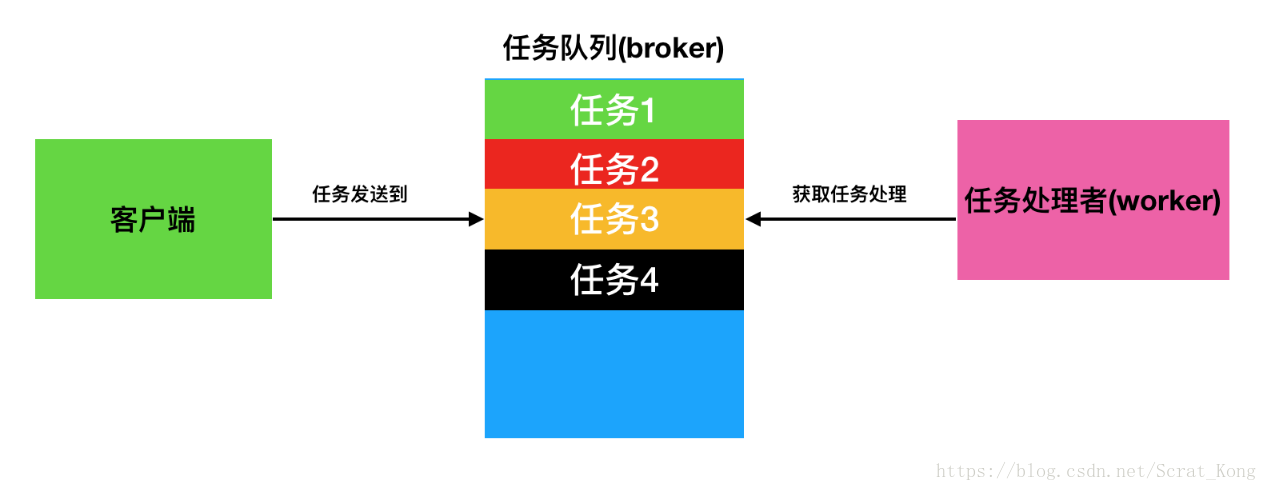 任务队列(broker)
任务1
任务2
任务3
任务4
客户端
任务发送到
获取任务处理
任务处理者(worker)
https://blog.csdn.net/Scrat_Kong